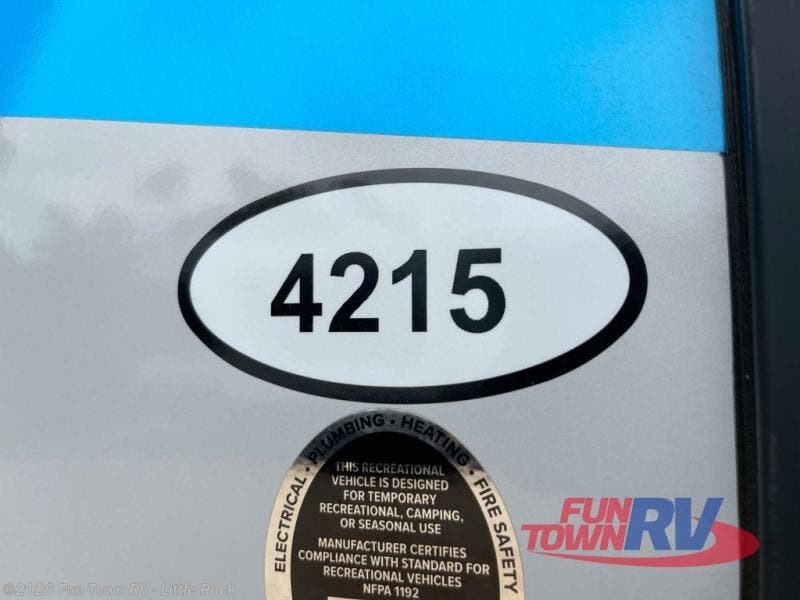 4215
ELECTRICAL • PLUMBING • HEATING • FIRE SAFETY
THIS RECREATIONAL
VEHICLE IS DESIGNED
FOR TEMPORARY
RECREATIONAL, CAMPING,
OR SEASONAL USE
MANUFACTURER CERTIFIES
COMPLIANCE WITH STANDARD FOR
RECREATIONAL VEHICLES
NFPA 1192
FUN
TOWN RV
©2026 Fun Town RV - Little Rock